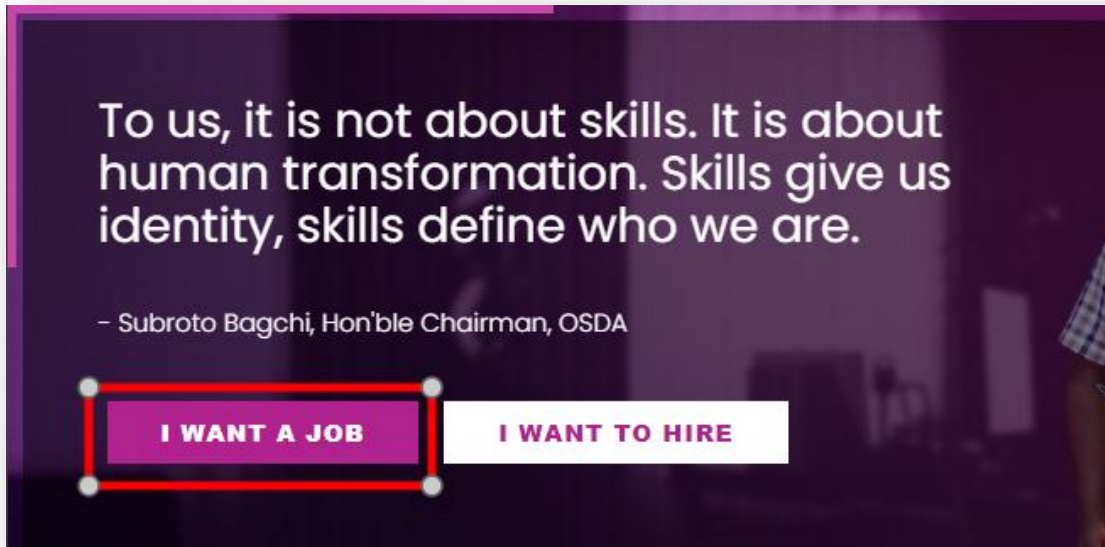 To us, it is not about skills. It is about
human transformation. Skills give us
identity, skills define who we are.
- Subroto Bagchi, Hon'ble Chairman, OSDA
I WANT A JOB
I WANT TO HIRE